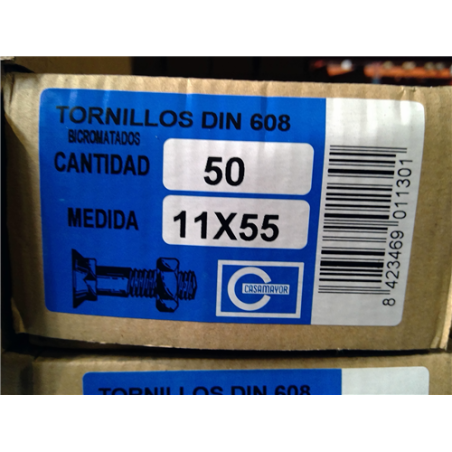 TORNILLOS DIN 608
BICROMATADOS
CANTIDAD 50
MEDIDA 11X55
C CASAMAYOR
8 423469 011301
TORNILLOS DIN 608